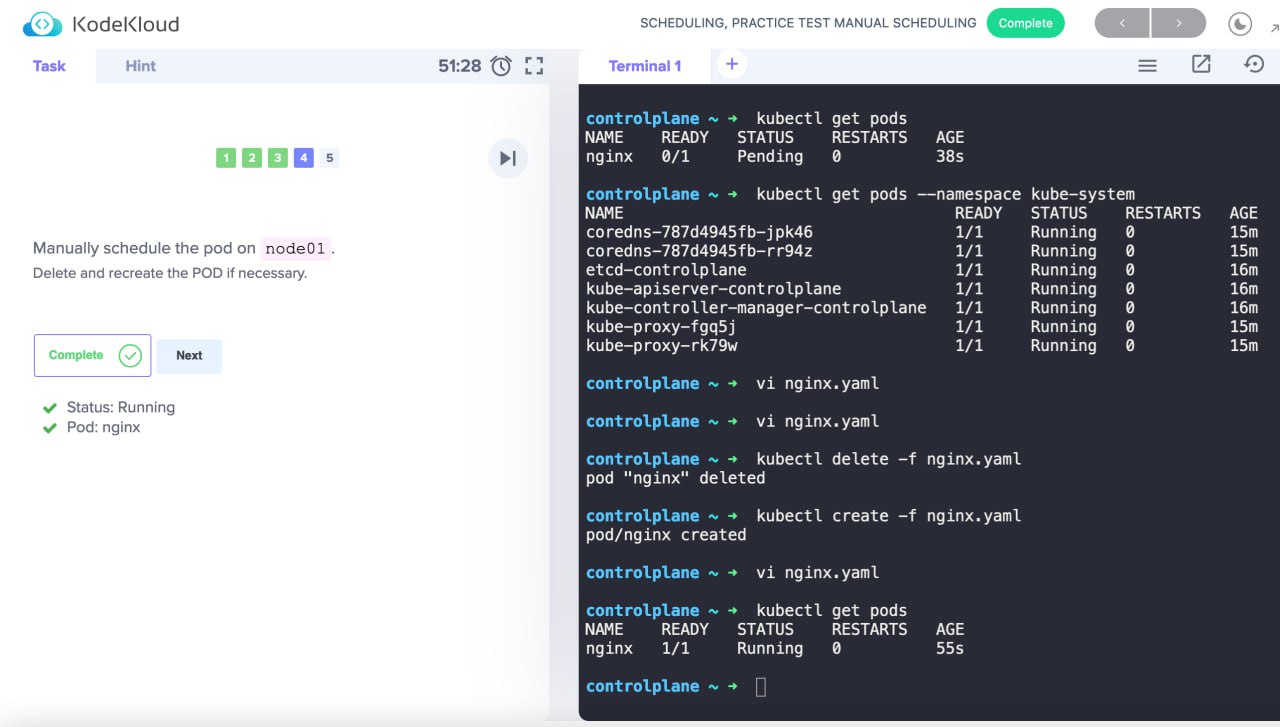 KodeKloud
SCHEDULING, PRACTICE TEST MANUAL SCHEDULING Complete
Task Hint 51:28
1 2 3 4 5
Manually schedule the pod on node01.
Delete and recreate the POD if necessary.
Complete Next
Status: Running
Pod: nginx
Terminal 1 +
controlplane ~ ➜ kubectl get pods
NAME READY STATUS RESTARTS AGE
nginx 0/1 Pending 0 38s
controlplane ~ ➜ kubectl get pods --namespace kube-system
NAME READY STATUS RESTARTS AGE
coredns-787d4945fb-jpk46 1/1 Running 0 15m
coredns-787d4945fb-rr94z 1/1 Running 0 15m
etcd-controlplane 1/1 Running 0 16m
kube-apiserver-controlplane 1/1 Running 0 16m
kube-controller-manager-controlplane 1/1 Running 0 16m
kube-proxy-fgq5j 1/1 Running 0 15m
kube-proxy-rk79w 1/1 Running 0 15m
controlplane ~ ➜ vi nginx.yaml
controlplane ~ ➜ vi nginx.yaml
controlplane ~ ➜ kubectl delete -f nginx.yaml
pod "nginx" deleted
controlplane ~ ➜ kubectl create -f nginx.yaml
pod/nginx created
controlplane ~ ➜ vi nginx.yaml
controlplane ~ ➜ kubectl get pods
NAME READY STATUS RESTARTS AGE
nginx 1/1 Running 0 55s
controlplane ~ ➜